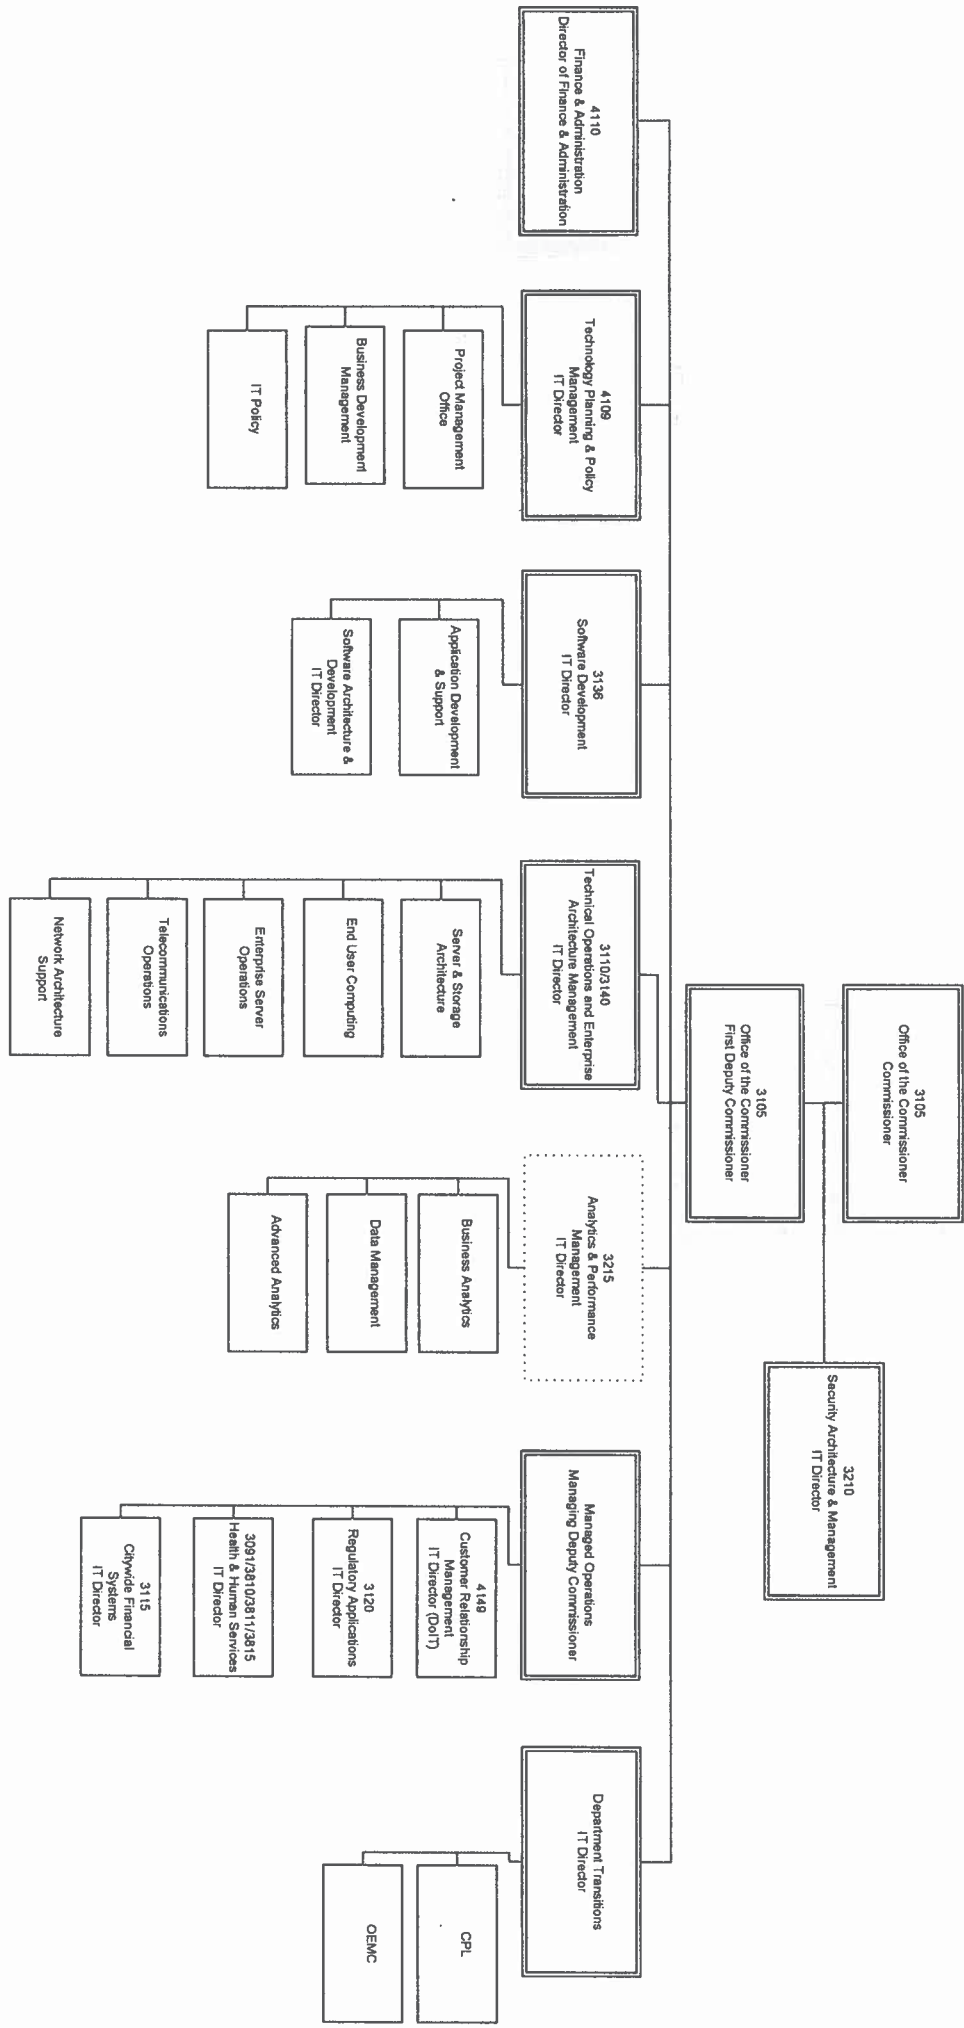 3105
Office of the Commissioner
Commissioner
3210
Security Architecture & Management
IT Director
3105
Office of the Commissioner
First Deputy Commissioner
4110
Finance & Administration
Director of Finance & Administration
4109
Technology Planning & Policy
Management
IT Director
Project Management
Office
Business Development
Management
IT Policy
3136
Software Development
IT Director
Application Development
& Support
Software Architecture &
Development
IT Director
3110/3140
Technical Operations and Enterprise
Architecture Management
IT Director
Server & Storage
Architecture
End User Computing
Enterprise Server
Operations
Telecommunications
Operations
Network Architecture
Support
3215
Analytics & Performance
Management
IT Director
Business Analytics
Data Management
Advanced Analytics
Managed Operations
Managing Deputy Commissioner
4149
Customer Relationship
Management
IT Director (DoIT)
3120
Regulatory Applications
IT Director
3091/3810/3811/3815
Health & Human Services
IT Director
3115
Citywide Financial
Systems
IT Director
Department Transitions
IT Director
CPL
OEMC